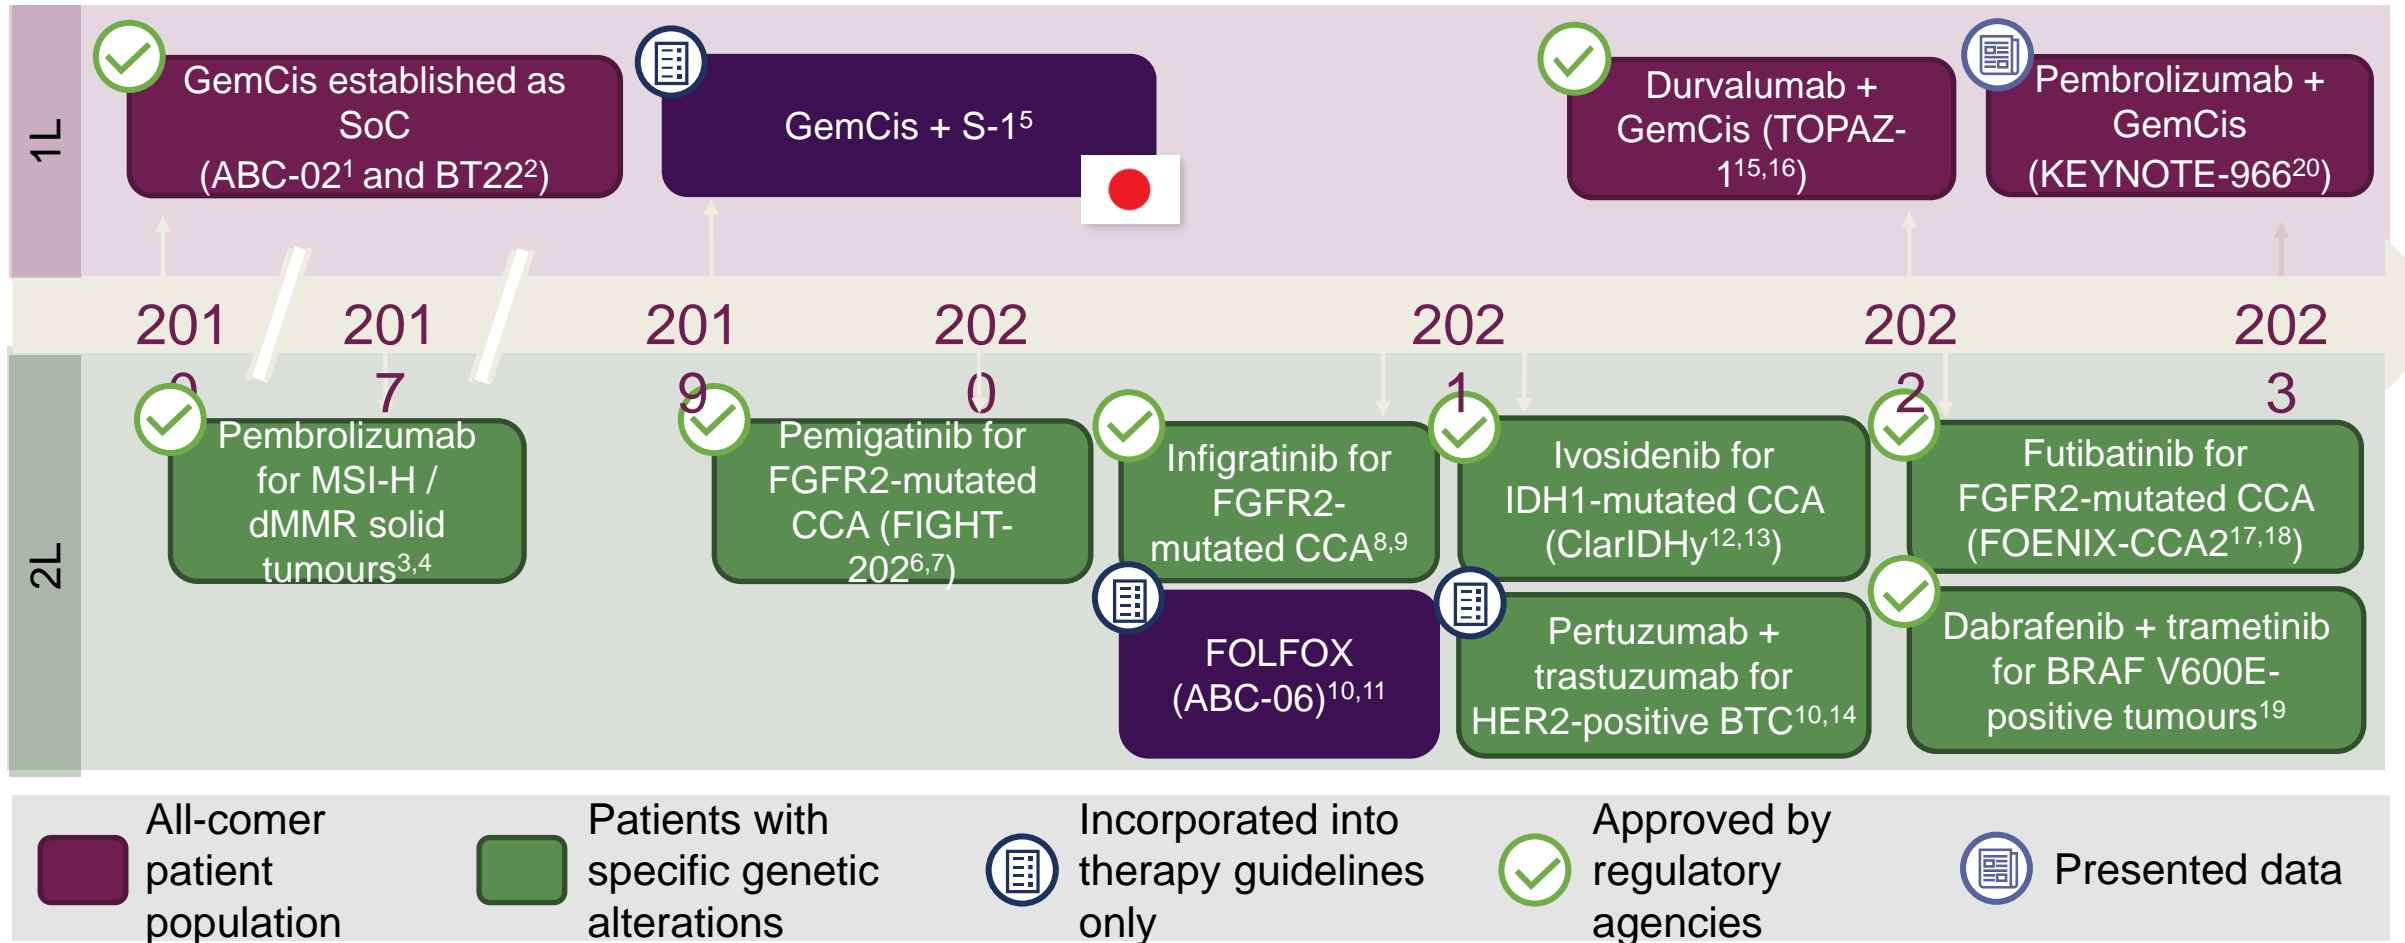 1L
GemCis established as
SoC
(ABC-02¹ and BT22²)
GemCis + S-1⁵
Durvalumab +
GemCis (TOPAZ-
1¹⁵,¹⁶)
Pembrolizumab +
GemCis
(KEYNOTE-966²⁰)
201
0
201
7
201
9
202
0
202
1
202
2
202
3
2L
Pembrolizumab
for MSI-H /
dMMR solid
tumours³,⁴
Pemigatinib for
FGFR2-mutated
CCA (FIGHT-
202⁶,⁷)
Infigratinib for
FGFR2-
mutated CCA⁸,⁹
Ivosidenib for
IDH1-mutated CCA
(ClarIDHy¹²,¹³)
Futibatinib for
FGFR2-mutated CCA
(FOENIX-CCA2¹⁷,¹⁸)
FOLFOX
(ABC-06)¹⁰,¹¹
Pertuzumab +
trastuzumab for
HER2-positive BTC¹⁰,¹⁴
Dabrafenib + trametinib
for BRAF V600E-
positive tumours¹⁹
All-comer
patient
population
Patients with
specific genetic
alterations
Incorporated into
therapy guidelines
only
Approved by
regulatory
agencies
Presented data